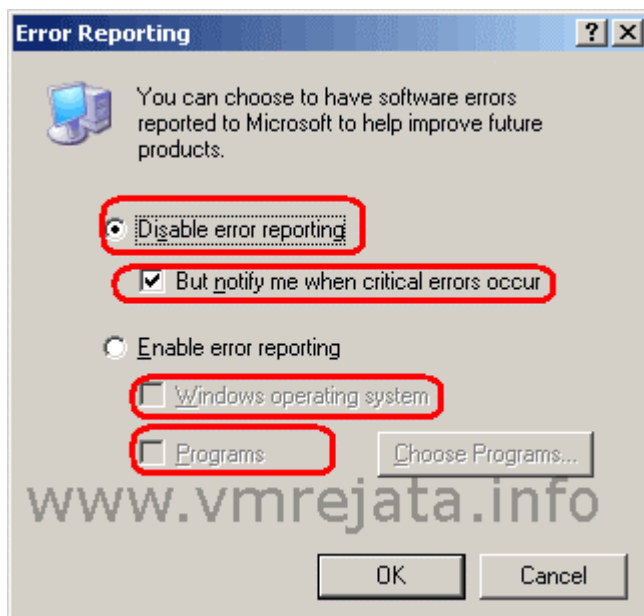 Error Reporting
You can choose to have software errors
reported to Microsoft to help improve future
products.
Disable error reporting
But notify me when critical errors occur
Enable error reporting
Windows operating system
Programs
Choose Programs...
www.vmrejata.info
OK
Cancel